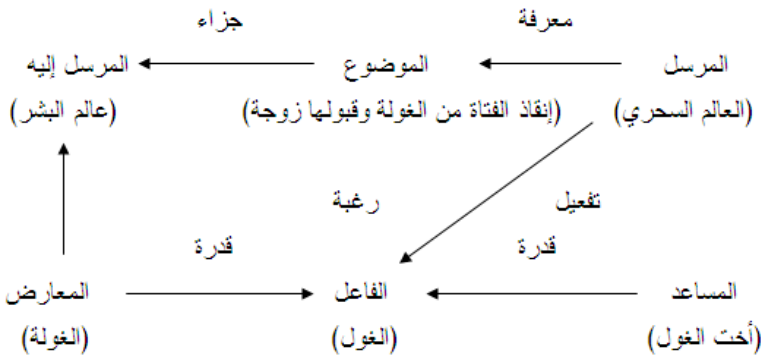 معرفة
جزاء
المرسل
الموضوع
المرسل إليه
(العالم السحري)
(إنقاذ الفتاة من الغولة وقبولها زوجة)
(عالم البشر)
تفعيل
رغبة
قدرة
قدرة
المساعد
الفاعل
المعارض
(أخت الغول)
(الغول)
(الغولة)